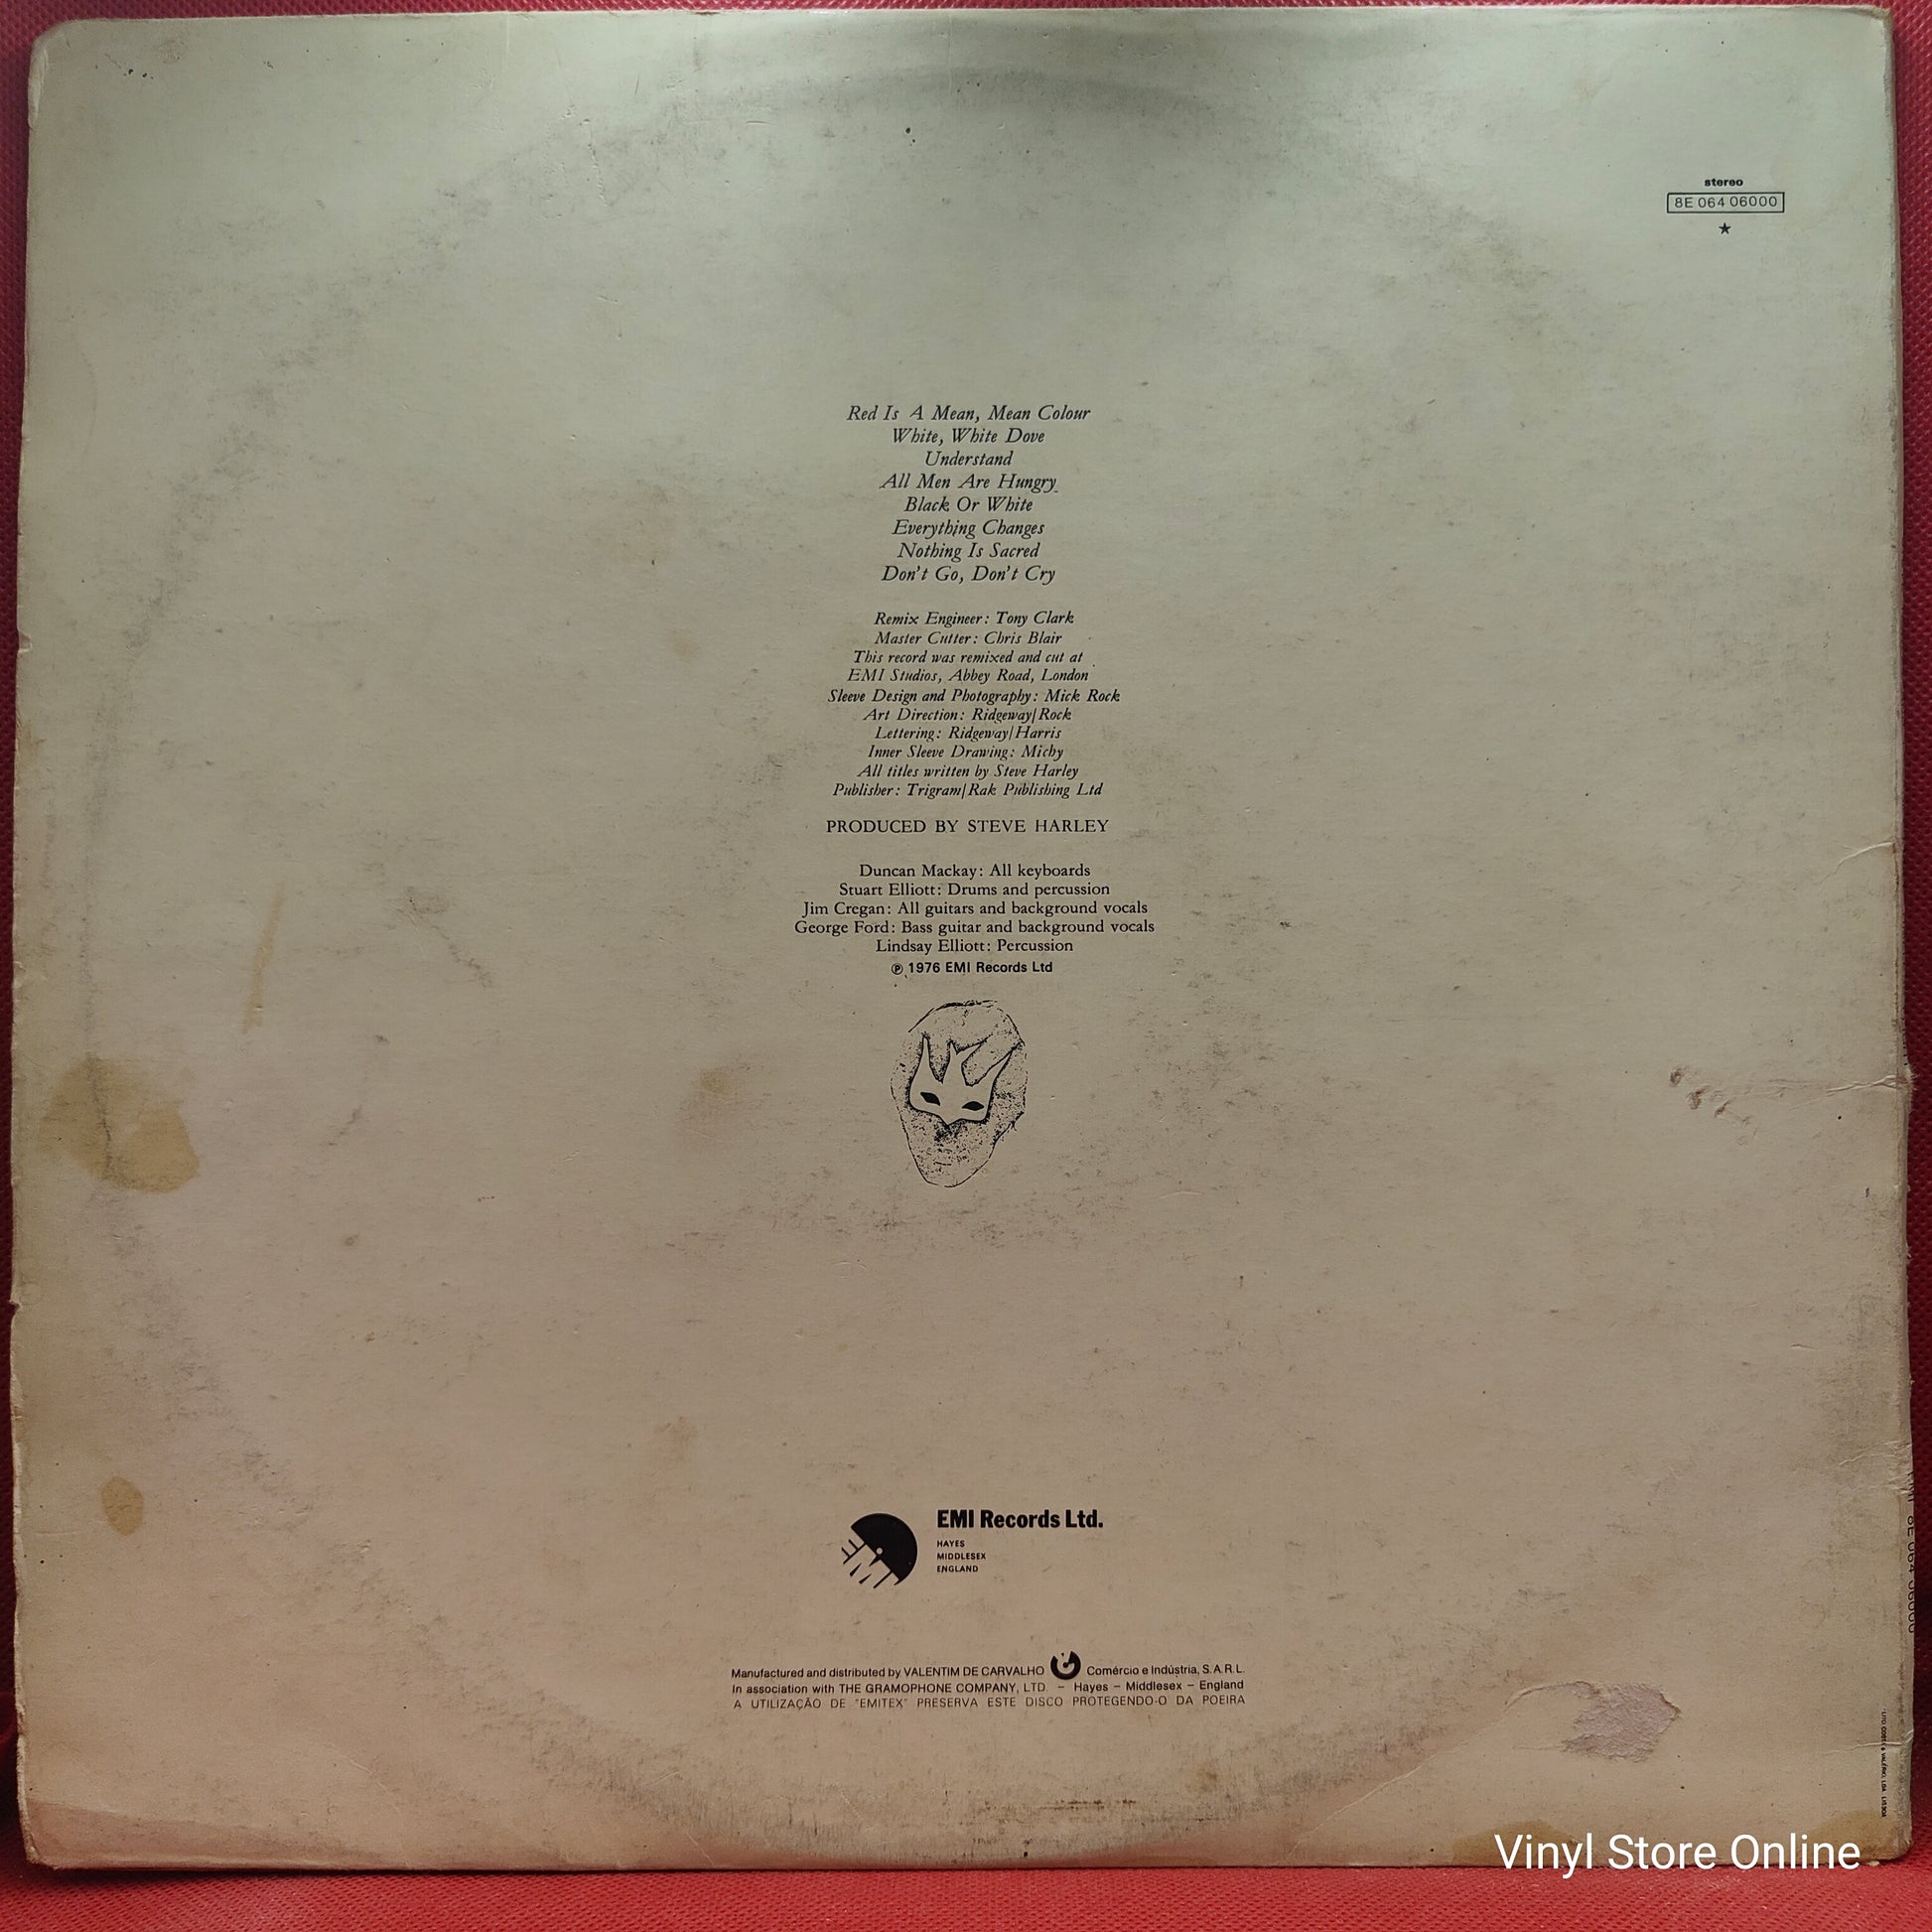 stereo
8E 064 06000
★
Red Is A Mean, Mean Colour
White, White Dove
Understand
All Men Are Hungry
Black Or White
Everything Changes
Nothing Is Sacred
Don't Go, Don't Cry
Remix Engineer: Tony Clark
Master Cutter: Chris Blair
This record was remixed and cut at
EMI Studios, Abbey Road, London
Sleeve Design and Photography: Mick Rock
Art Direction: Ridgeway/Rock
Lettering: Ridgeway/Harris
Inner Sleeve Drawing: Michy
All titles written by Steve Harley
Publisher: Trigram/Rak Publishing Ltd
PRODUCED BY STEVE HARLEY
Duncan Mackay: All keyboards
Stuart Elliott: Drums and percussion
Jim Cregan: All guitars and background vocals
George Ford: Bass guitar and background vocals
Lindsay Elliott: Percussion
℗ 1976 EMI Records Ltd
EMI
EMI Records Ltd.
HAYES
MIDDLESEX
ENGLAND
Manufactured and distributed by VALENTIM DE CARVALHO Comércio e Indústria, S.A.R.L.
In association with THE GRAMOPHONE COMPANY, LTD. – Hayes – Middlesex – England
A UTILIZAÇÃO DE "EMITEX" PRESERVA ESTE DISCO PROTEGENDO-O DA POEIRA
8E 064 06000
Vinyl Store Online